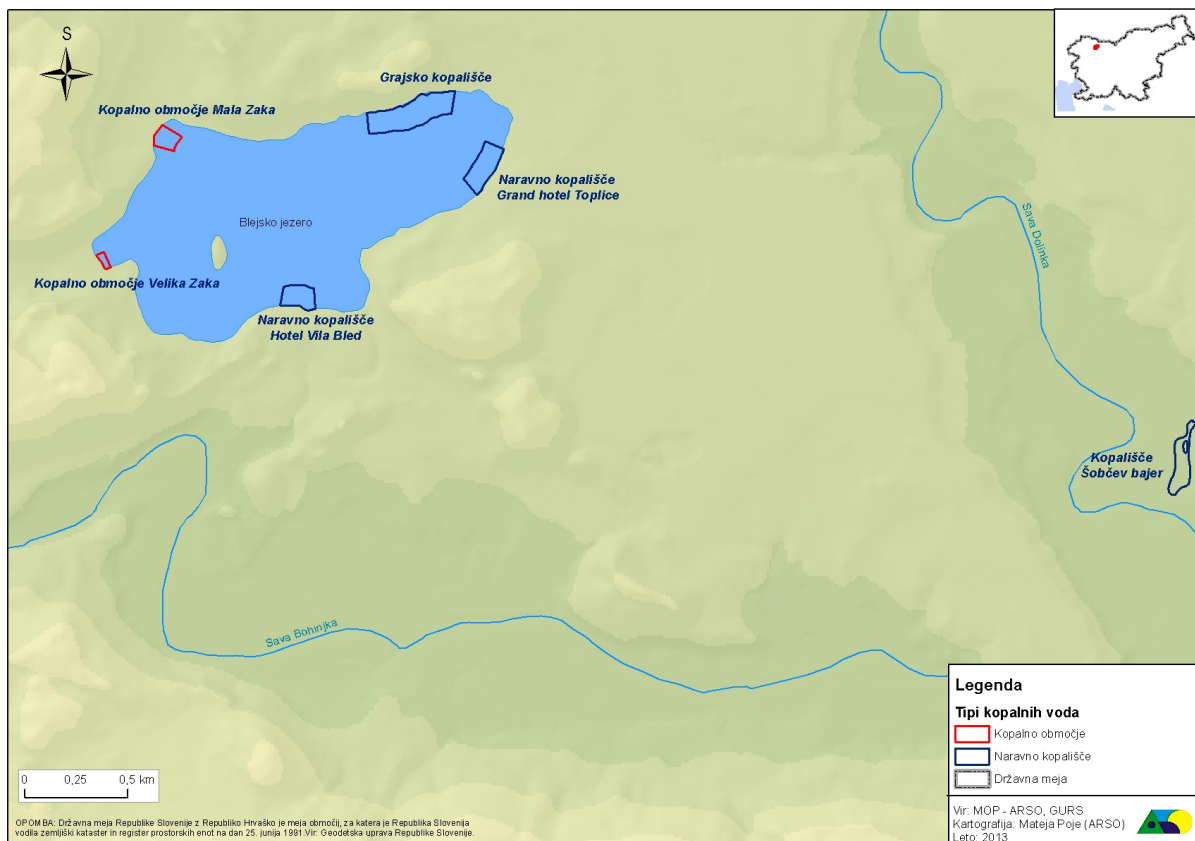 S
Grajsko kopališče
Kopalno območje Mala Zaka
Naravno kopališče
Grand hotel Toplice
Blejsko jezero
Sava Dolinka
Kopalno območje Velika Zaka
Naravno kopališče
Hotel Vila Bled
Kopališče
Šobčev bajer
Sava Bohinjka
Legenda
Tipi kopalnih voda
Kopalno območje
Naravno kopališče
Državna meja
0 0,25 0,5 km
OPOMBA: Državna meja Republike Slovenije z Republiko Hrvaško je meja območij, za katera je Republika Slovenija
vodila zemljiški kataster in register prostorskih enot na dan 25. junija 1991.Vir: Geodetska uprava Republike Slovenije.
Vir: MOP - ARSO, GURS
Kartografija: Mateja Poje (ARSO)
Leto: 2013